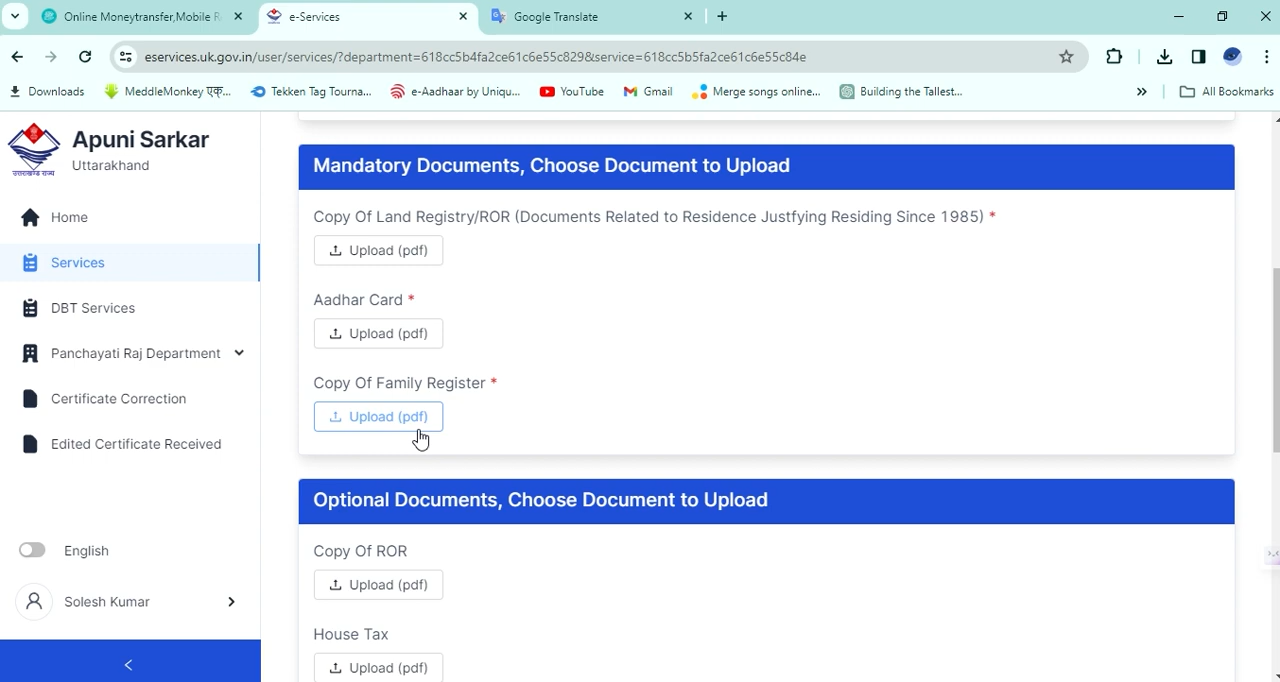 Online Moneytransfer,Mobile R
e-Services
Google Translate
eservices.uk.gov.in/user/services/?department=618cc5b4fa2ce61c6e55c829&service=618cc5b5fa2ce61c6e55c84e
Downloads
MeddleMonkey एक...
Tekken Tag Tourna...
e-Aadhaar by Uniqu...
YouTube
Gmail
Merge songs online...
Building the Tallest...
»
All Bookmarks
Apuni Sarkar
Uttarakhand
उत्तराखण्ड राज्य
Home
Services
DBT Services
Panchayati Raj Department
Certificate Correction
Edited Certificate Received
English
Solesh Kumar
Mandatory Documents, Choose Document to Upload
Copy Of Land Registry/ROR (Documents Related to Residence Justfying Residing Since 1985) *
Upload (pdf)
Aadhar Card *
Upload (pdf)
Copy Of Family Register *
Upload (pdf)
Optional Documents, Choose Document to Upload
Copy Of ROR
Upload (pdf)
House Tax
Upload (pdf)